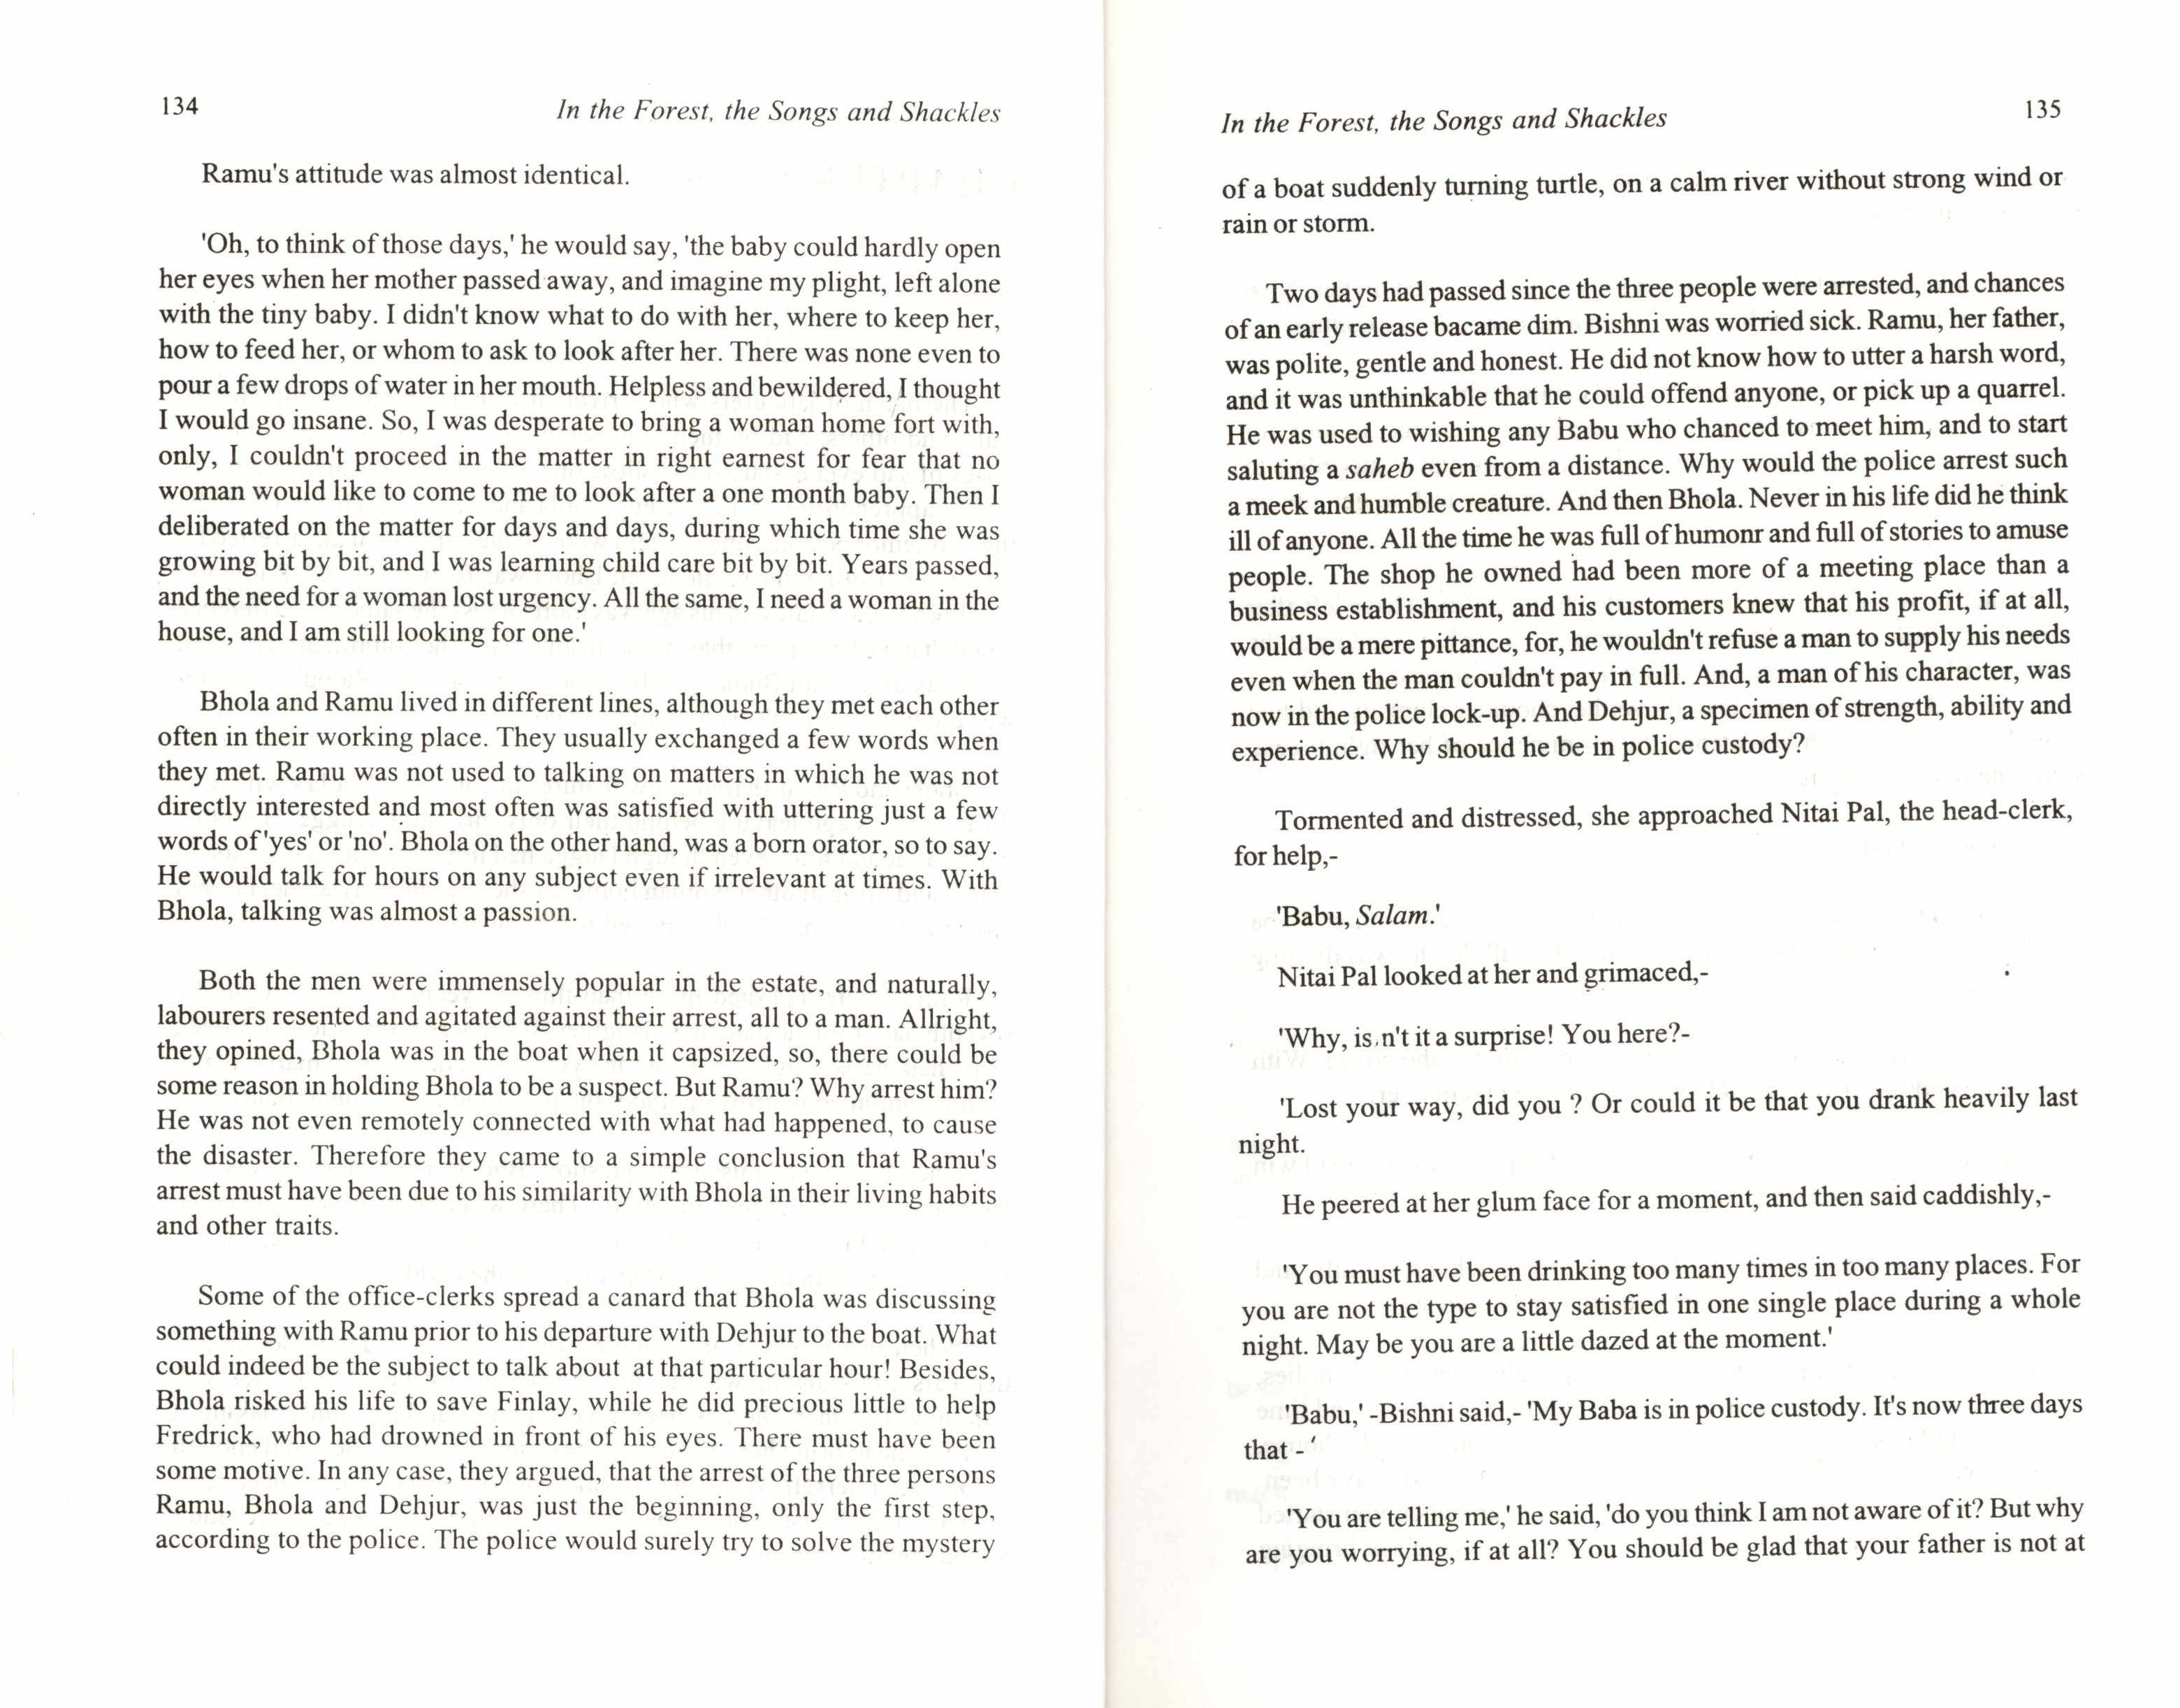 134
In the Forest, the Songs and Shackles
Ramu's attitude was almost identical.
'Oh, to think of those days,' he would say, 'the baby could hardly open
her eyes when her mother passed away, and imagine my plight, left alone
with the tiny baby. I didn't know what to do with her, where to keep her,
how to feed her, or whom to ask to look after her. There was none even to
pour a few drops of water in her mouth. Helpless and bewildered, I thought
I would go insane. So, I was desperate to bring a woman home fort with,
only, I couldn't proceed in the matter in right earnest for fear that no
woman would like to come to me to look after a one month baby. Then I
deliberated on the matter for days and days, during which time she was
growing bit by bit, and I was learning child care bit by bit. Years passed,
and the need for a woman lost urgency. All the same, I need a woman in the
house, and I am still looking for one.'
Bhola and Ramu lived in different lines, although they met each other
often in their working place. They usually exchanged a few words when
they met. Ramu was not used to talking on matters in which he was not
directly interested and most often was satisfied with uttering just a few
words of 'yes' or 'no'. Bhola on the other hand, was a born orator, so to say.
He would talk for hours on any subject even if irrelevant at times. With
Bhola, talking was almost a passion.
Both the men were immensely popular in the estate, and naturally,
labourers resented and agitated against their arrest, all to a man. Allright,
they opined, Bhola was in the boat when it capsized, so, there could be
some reason in holding Bhola to be a suspect. But Ramu? Why arrest him?
He was not even remotely connected with what had happened, to cause
the disaster. Therefore they came to a simple conclusion that Ramu's
arrest must have been due to his similarity with Bhola in their living habits
and other traits.
Some of the office-clerks spread a canard that Bhola was discussing
something with Ramu prior to his departure with Dehjur to the boat. What
could indeed be the subject to talk about at that particular hour! Besides,
Bhola risked his life to save Finlay, while he did precious little to help
Fredrick, who had drowned in front of his eyes. There must have been
some motive. In any case, they argued, that the arrest of the three persons
Ramu, Bhola and Dehjur, was just the beginning, only the first step,
according to the police. The police would surely try to solve the mystery
In the Forest, the Songs and Shackles
135
of a boat suddenly turning turtle, on a calm river without strong wind or
rain or storm.
Two days had passed since the three people were arrested, and chances
of an early release bacame dim. Bishni was worried sick. Ramu, her father,
was polite, gentle and honest. He did not know how to utter a harsh word,
and it was unthinkable that he could offend anyone, or pick up a quarrel.
He was used to wishing any Babu who chanced to meet him, and to start
saluting a saheb even from a distance. Why would the police arrest such
a meek and humble creature. And then Bhola. Never in his life did he think
ill of anyone. All the time he was full of humonr and full of stories to amuse
people. The shop he owned had been more of a meeting place than a
business establishment, and his customers knew that his profit, if at all,
would be a mere pittance, for, he wouldn't refuse a man to supply his needs
even when the man couldn't pay in full. And, a man of his character, was
now in the police lock-up. And Dehjur, a specimen of strength, ability and
experience. Why should he be in police custody?
Tormented and distressed, she approached Nitai Pal, the head-clerk,
for help,-
'Babu, Salam.'
Nitai Pal looked at her and grimaced,-
'Why, is,n't it a surprise! You here?-
'Lost your way, did you ? Or could it be that you drank heavily last
night.
He peered at her glum face for a moment, and then said caddishly,-
'You must have been drinking too many times in too many places. For
you are not the type to stay satisfied in one single place during a whole
night. May be you are a little dazed at the moment.'
'Babu,' -Bishni said,- 'My Baba is in police custody. It's now three days
that - '
'You are telling me,' he said, 'do you think I am not aware of it? But why
are you worrying, if at all? You should be glad that your father is not at